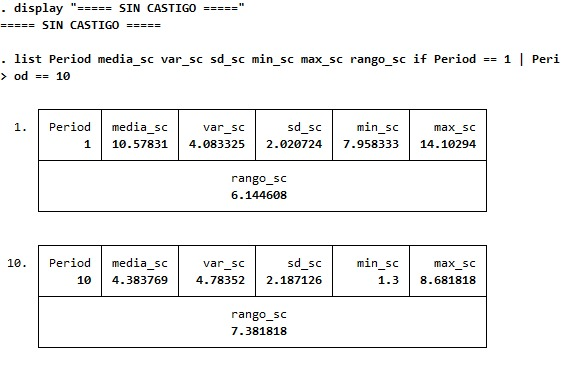 . display "===== SIN CASTIGO ====="
===== SIN CASTIGO =====
. list Period media_sc var_sc sd_sc min_sc max_sc rango_sc if Period == 1 | Peri
> od == 10
1. Period media_sc var_sc sd_sc min_sc max_sc
1 10.57831 4.083325 2.020724 7.958333 14.10294
rango_sc
6.144608
10. Period media_sc var_sc sd_sc min_sc max_sc
10 4.383769 4.78352 2.187126 1.3 8.681818
rango_sc
7.381818